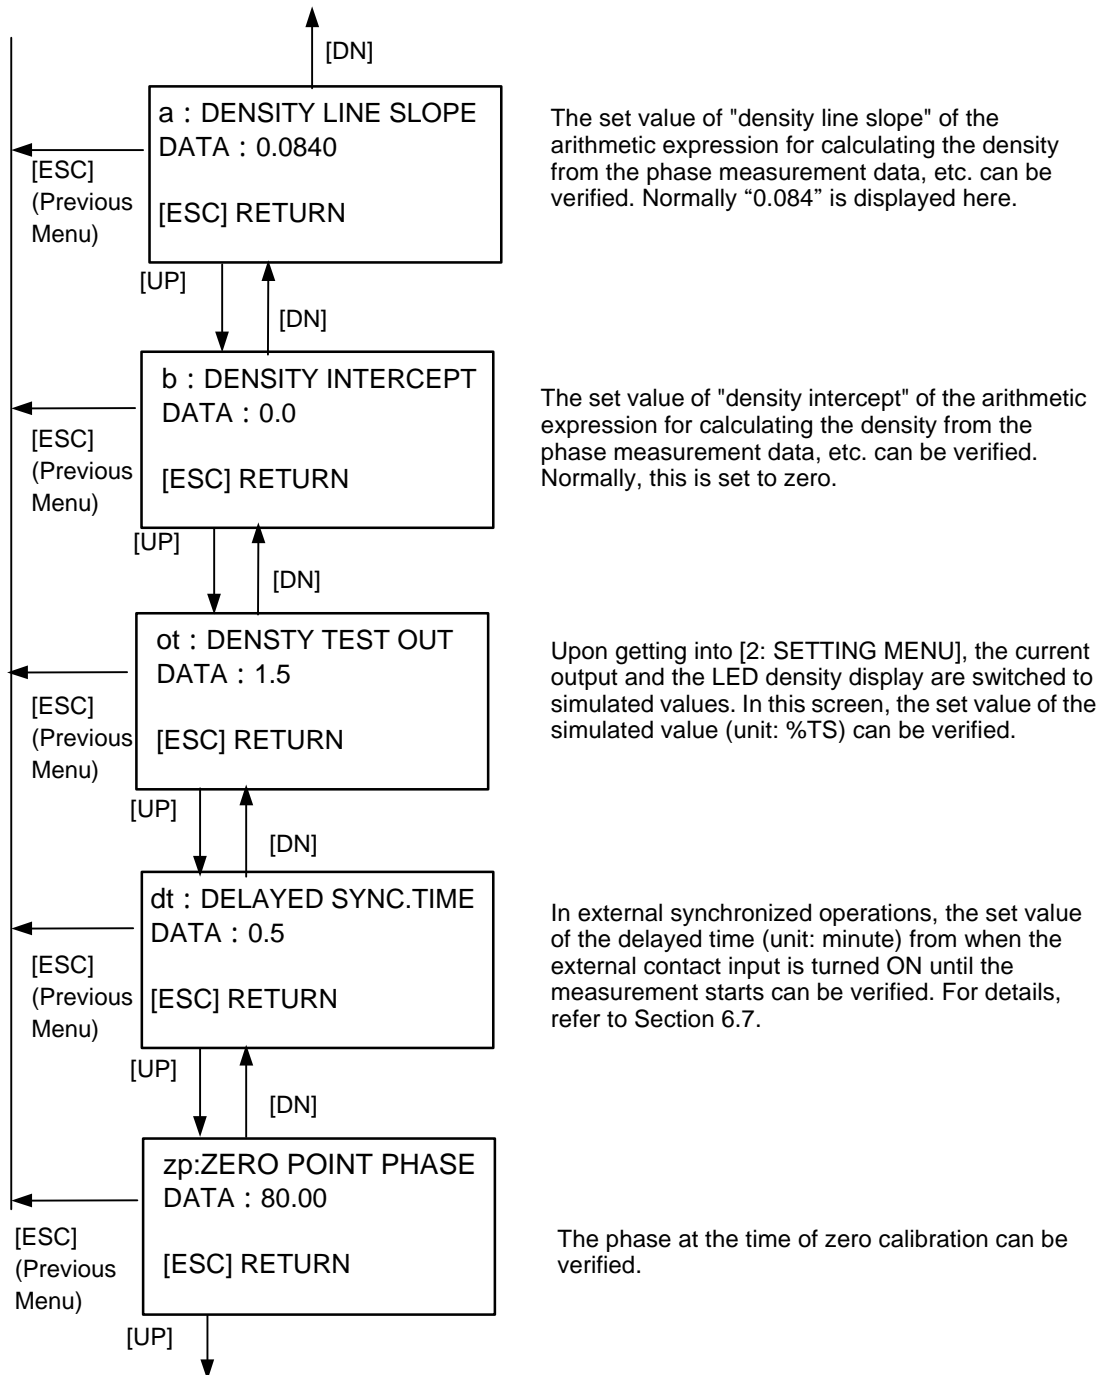 [DN]
a : DENSITY LINE SLOPE
DATA : 0.0840
[ESC] RETURN
[ESC]
(Previous
Menu)
The set value of "density line slope" of the
arithmetic expression for calculating the density
from the phase measurement data, etc. can be
verified. Normally “0.084” is displayed here.
[UP]
[DN]
b : DENSITY INTERCEPT
DATA : 0.0
[ESC] RETURN
[ESC]
(Previous
Menu)
The set value of "density intercept" of the arithmetic
expression for calculating the density from the
phase measurement data, etc. can be verified.
Normally, this is set to zero.
[UP]
[DN]
ot : DENSTY TEST OUT
DATA : 1.5
[ESC] RETURN
[ESC]
(Previous
Menu)
Upon getting into [2: SETTING MENU], the current
output and the LED density display are switched to
simulated values. In this screen, the set value of the
simulated value (unit: %TS) can be verified.
[UP]
[DN]
dt : DELAYED SYNC.TIME
DATA : 0.5
[ESC] RETURN
[ESC]
(Previous
Menu)
In external synchronized operations, the set value
of the delayed time (unit: minute) from when the
external contact input is turned ON until the
measurement starts can be verified. For details,
refer to Section 6.7.
[UP]
[DN]
zp:ZERO POINT PHASE
DATA : 80.00
[ESC] RETURN
[ESC]
(Previous
Menu)
The phase at the time of zero calibration can be
verified.
[UP]